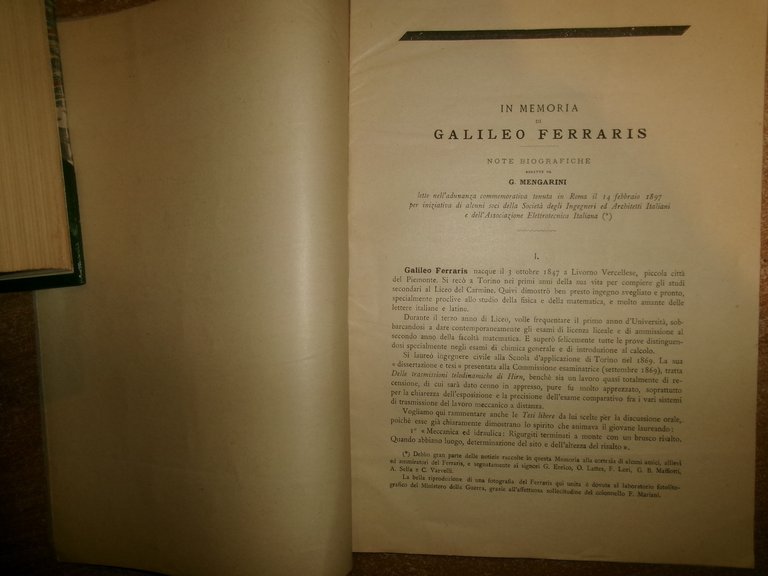 IN MEMORIA
DI
GALILEO FERRARIS
NOTE BIOGRAFICHE
G. MENGARINI
lette nell'adunanza commemorativa tenuta in Roma il 14 febbraio 1897
per iniziativa di alcuni soci della Società degli Ingegneri ed Architetti Italiani
e dell'Associazione Elettrotecnica Italiana (*)
I.
Galileo Ferraris nacque il 3 ottobre 1847 a Livorno Vercellese, piccola città
del Piemonte. Si recò a Torino nei primi anni della sua vita per compiere gli studi
secondari al Liceo del Carmine. Quivi dimostrò ben presto ingegno svegliato e pronto,
specialmente proclive allo studio della fisica e della matematica, e molto amante delle
lettere italiane e latine.
Durante il terzo anno di Liceo, volle frequentare il primo anno d'Università, sob-
barcandosi a dare contemporaneamente gli esami di licenza liceale e di ammissione al
secondo anno della facoltà matematica. E superò felicemente tutte le prove distinguen-
dosi specialmente negli esami di chimica generale e di introduzione al calcolo.
Si laureò ingegnere civile alla Scuola d'applicazione di Torino nel 1869. La sua
« dissertazione e tesi » presentata alla Commissione esaminatrice (settembre 1869), tratta
Delle trasmissioni telodinamiche di Hirn, benchè sia un lavoro quasi totalmente di re-
censione, di cui sarà dato cenno in appresso, pure fu molto apprezzato, soprattutto
per la chiarezza dell'esposizione e la precisione dell'esame comparativo fra i vari sistemi
di trasmissione del lavoro meccanico a distanza.
Vogliamo qui rammentare anche le Tesi libere da lui scelte per la discussione orale,
poichè esse già chiaramente dimostrano lo spirito che animava il giovane laureando:
1° « Meccanica ed idraulica: Rigurgiti terminati a monte con un brusco risalto.
Quando abbiano luogo, determinazione del sito e dell'altezza del risalto »
(*) Debbo gran parte delle notizie raccolte in questa Memoria alla cortesia di alcuni amici, allievi
ed ammiratori del Ferraris, e segnatamente ai signori G. Enrico, O. Lattes, F. Lori, G. B. Maffiotti,
A. Sella e C. Varvelli.
La bella riproduzione di una fotografia del Ferraris qui unita è dovuta al laboratorio fotolito-
grafico del Ministero della Guerra, grazie all'affettuosa sollecitudine del colonnello F. Mariani.